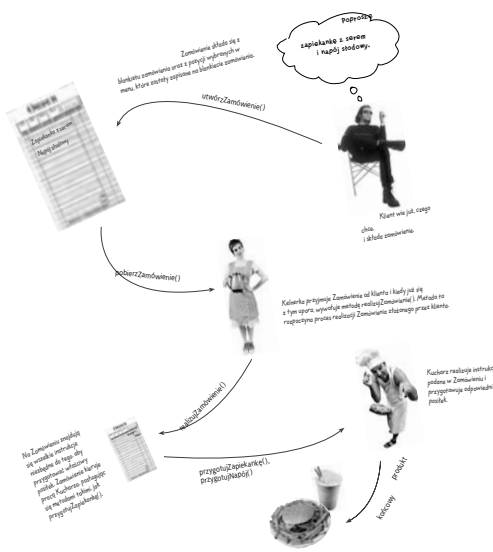 Poproszę
zapiekankę z serem
i napój słodowy.
Zamówienie składa się z
blankietu zamówienia oraz z pozycji wybranych w
menu, które zostały zapisane na blankiecie zamówienia.
utwórzZamówienie()
Zapiekanka z serem
Napój słodowy
Klient wie już, czego
chce,
i składa zamówienie.
pobierzZamówienie()
Kelnerka przyjmuje Zamówienie od klienta i kiedy już się
z tym upora, wywołuje metodę realizujZamówienie(). Metoda ta
rozpoczyna proces realizacji Zamówienia złożonego przez klienta.
realizujZamówienie()
Kucharz realizuje instrukc
podane w Zamówieniu i
przygotowuje odpowiedni
posiłek.
Na Zamówieniu znajdują
się wszelkie instrukcje
niezbędne do tego, aby
przygotować właściwy
posiłek. Zamówienie kieruje
pracą Kucharza, posługując
się metodami takimi, jak
przygotujZapiekankę().
przygotujZapiekankę(),
przygotujNapój()
produkt
końcowy